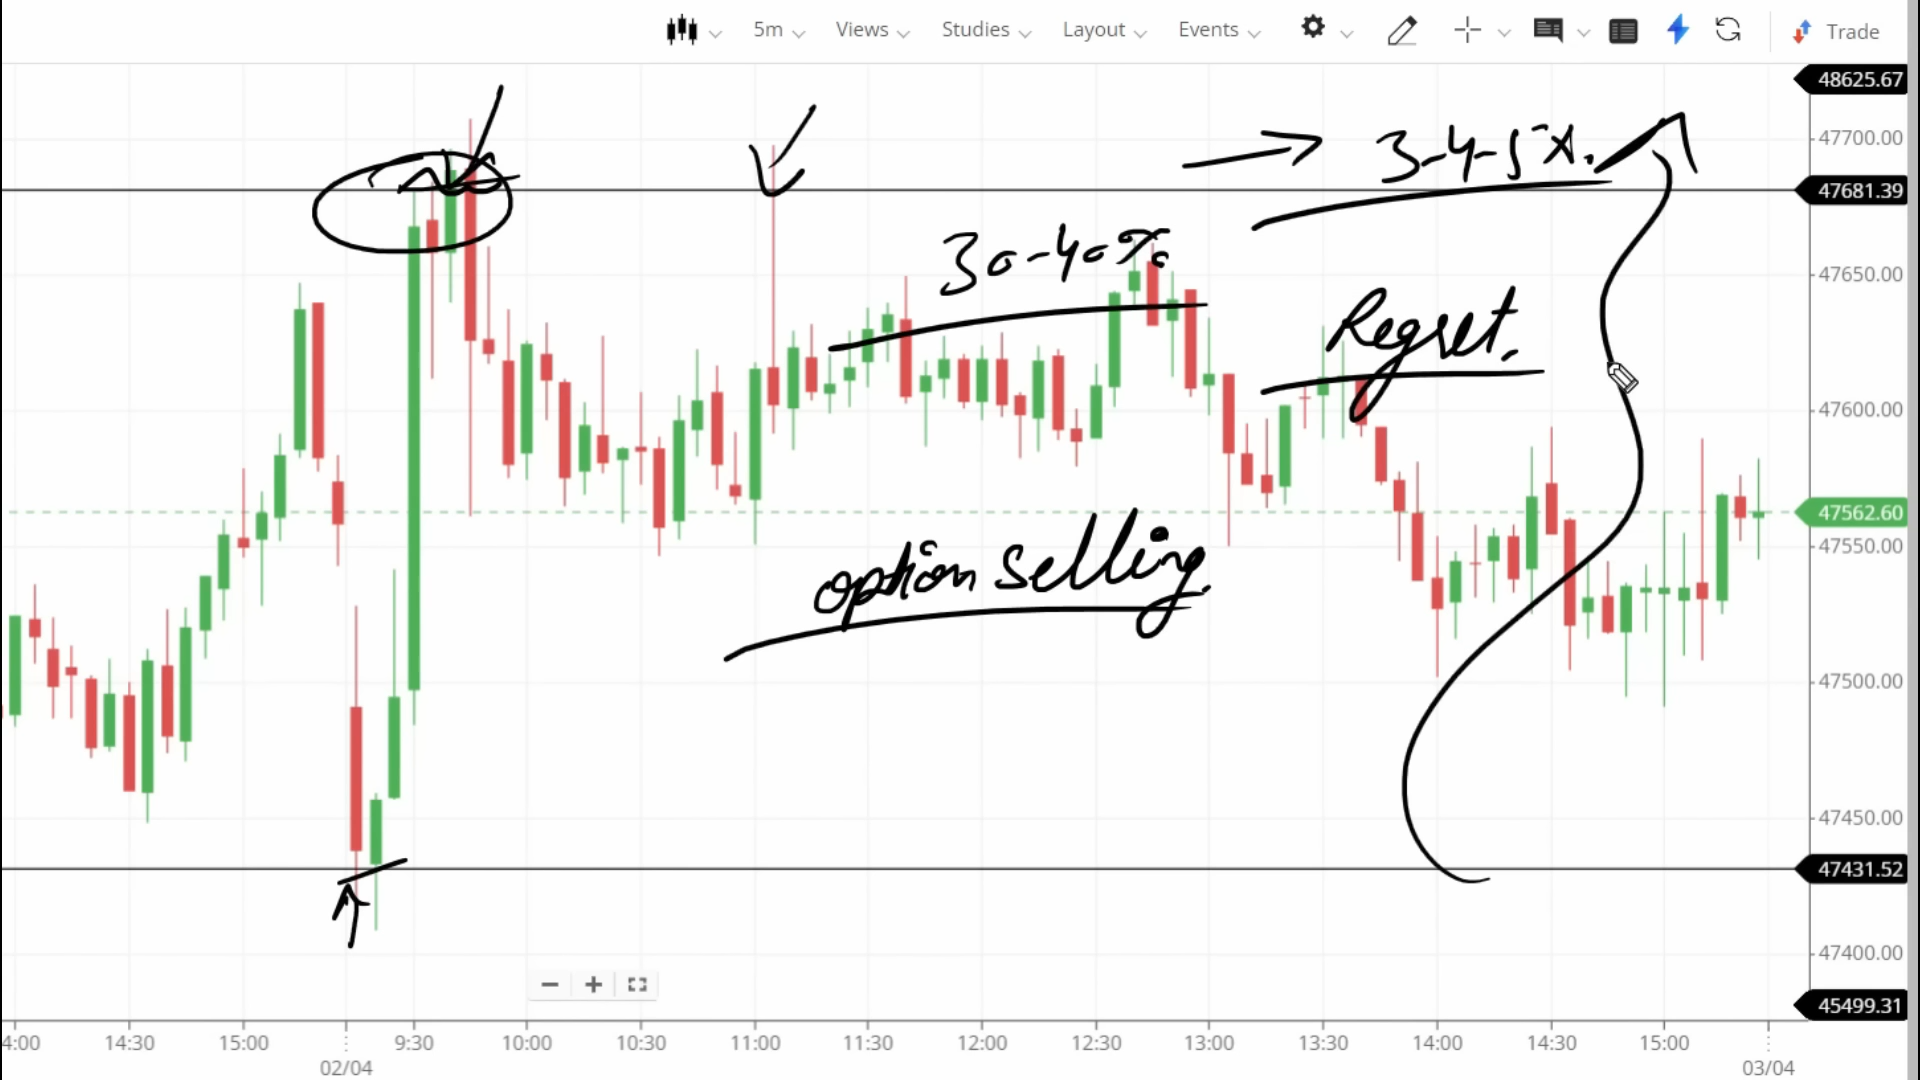 5m Views Studies Layout Events Trade
48625.67
47700.00
3-4-5x.
47681.39
30-40%
47650.00
Regret.
47600.00
47562.60
47550.00
option selling.
47500.00
47450.00
47431.52
47400.00
45499.31
4:00 14:30 15:00 9:30 10:00 10:30 11:00 11:30 12:00 12:30 13:00 13:30 14:00 14:30 15:00
02/04 03/04